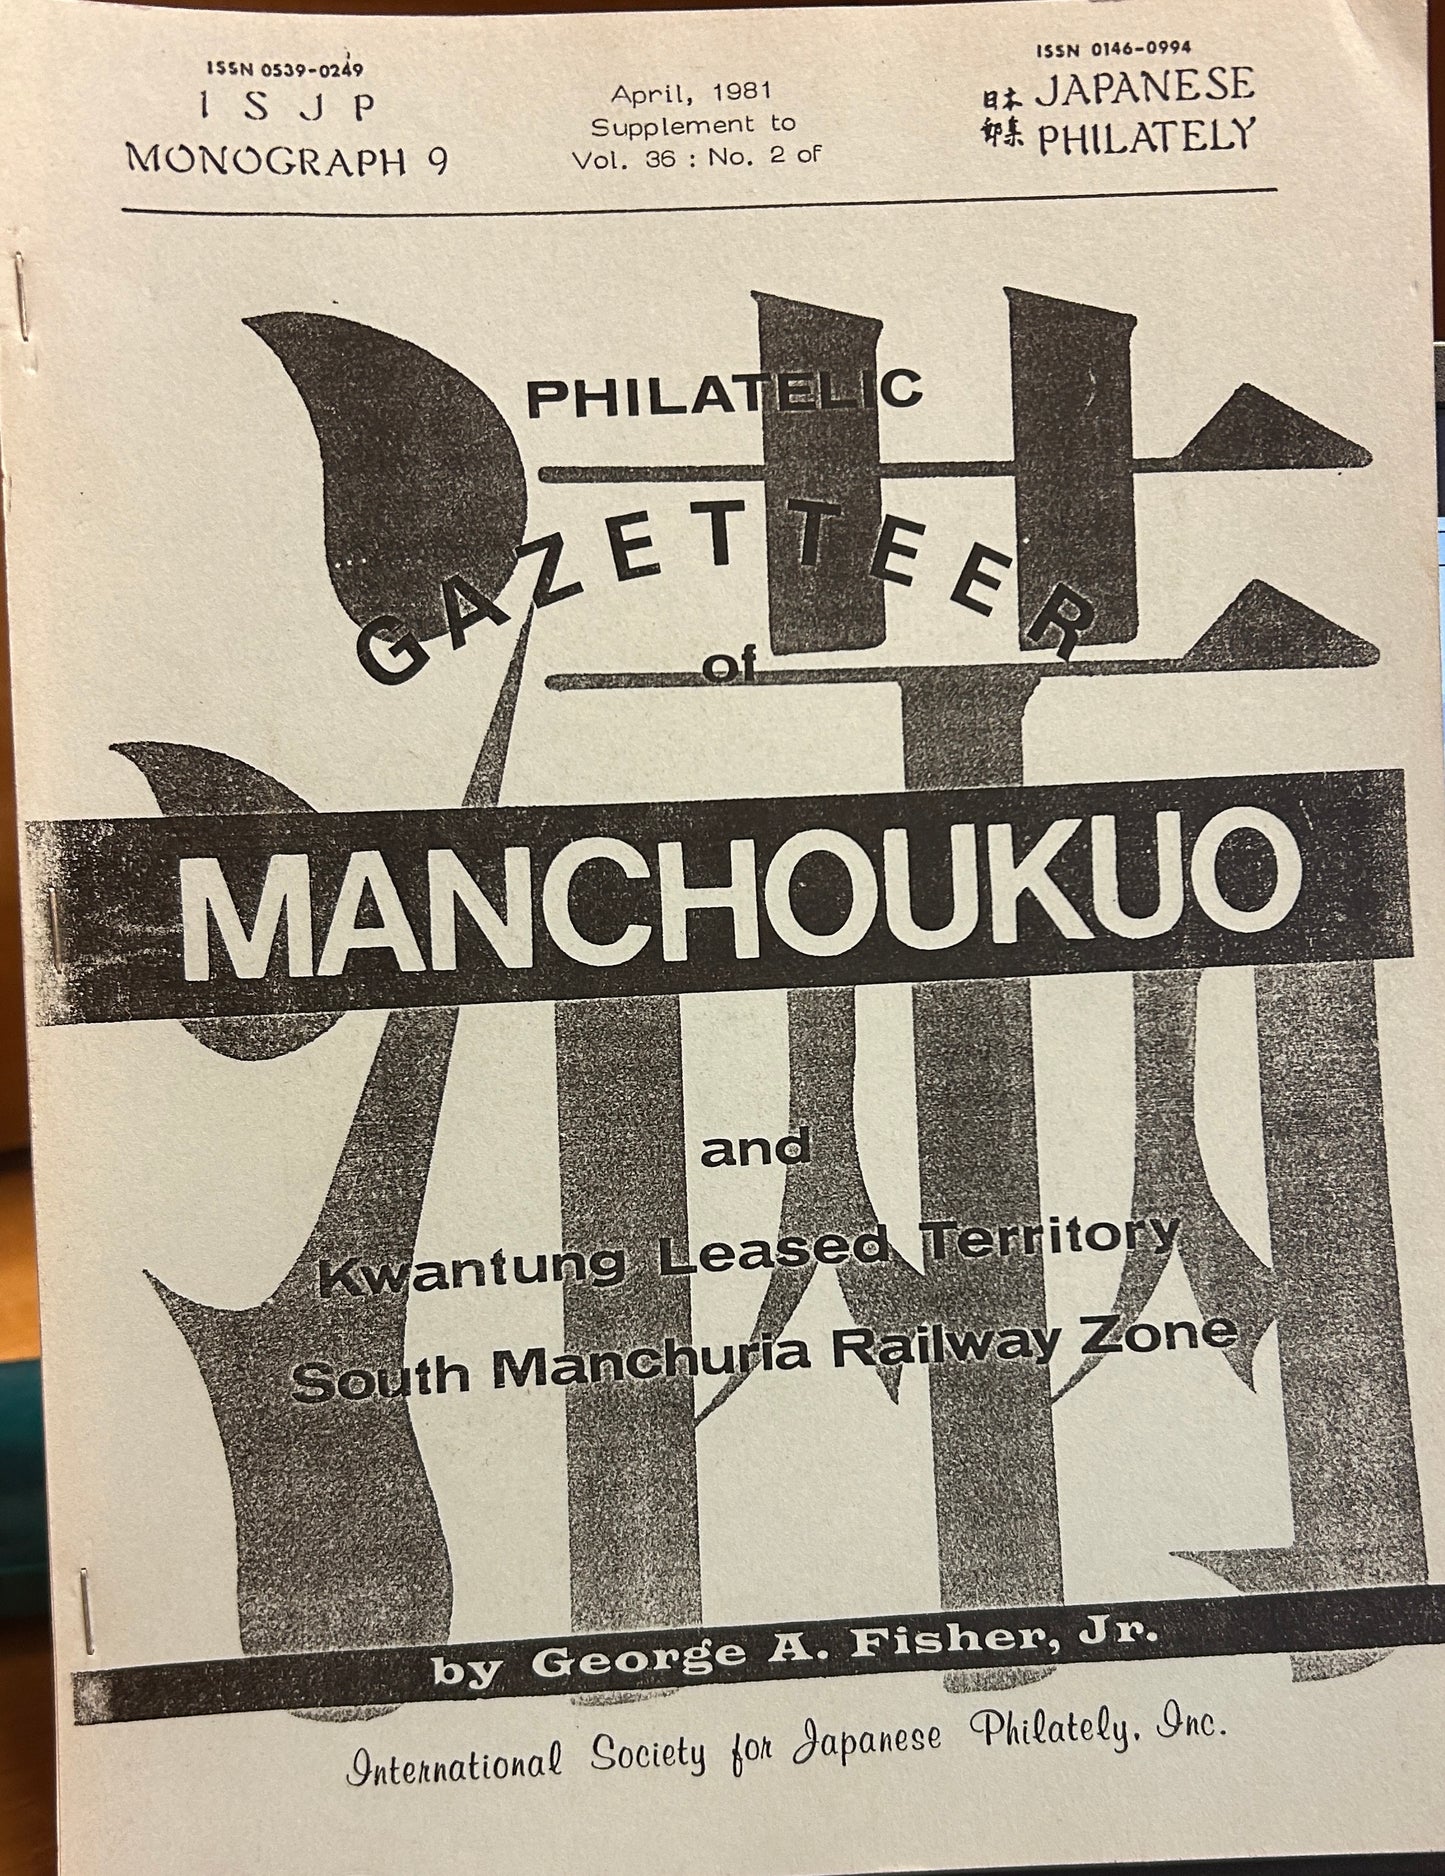 ISSN 0539-0249
I S J P
MONOGRAPH 9
April, 1981
Supplement to
Vol. 36 : No. 2 of
ISSN 0146-0994
日本 JAPANESE
郵集 PHILATELY
滿
PHILATELIC
GAZETTEER
of
MANCHOUKUO
and
Kwantung Leased Territory
South Manchuria Railway Zone
by George A. Fisher, Jr.
International Society for Japanese Philately, Inc.